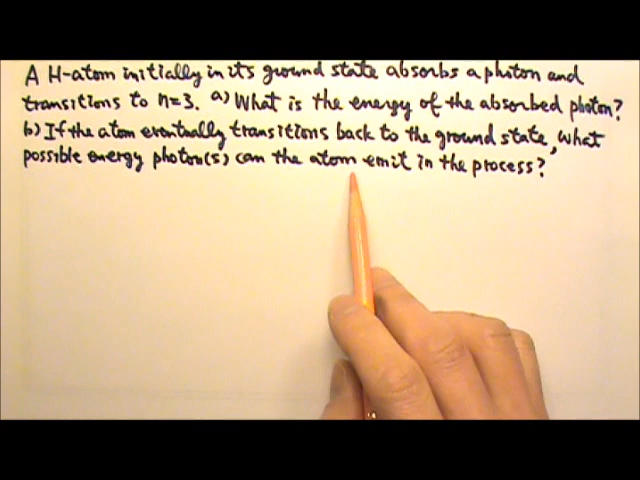 A H-atom initially in its ground state absorbs a photon and
transitions to n=3. a) What is the energy of the absorbed photon?
b) If the atom eventually transitions back to the ground state, what
possible energy photon(s) can the atom emit in the process?